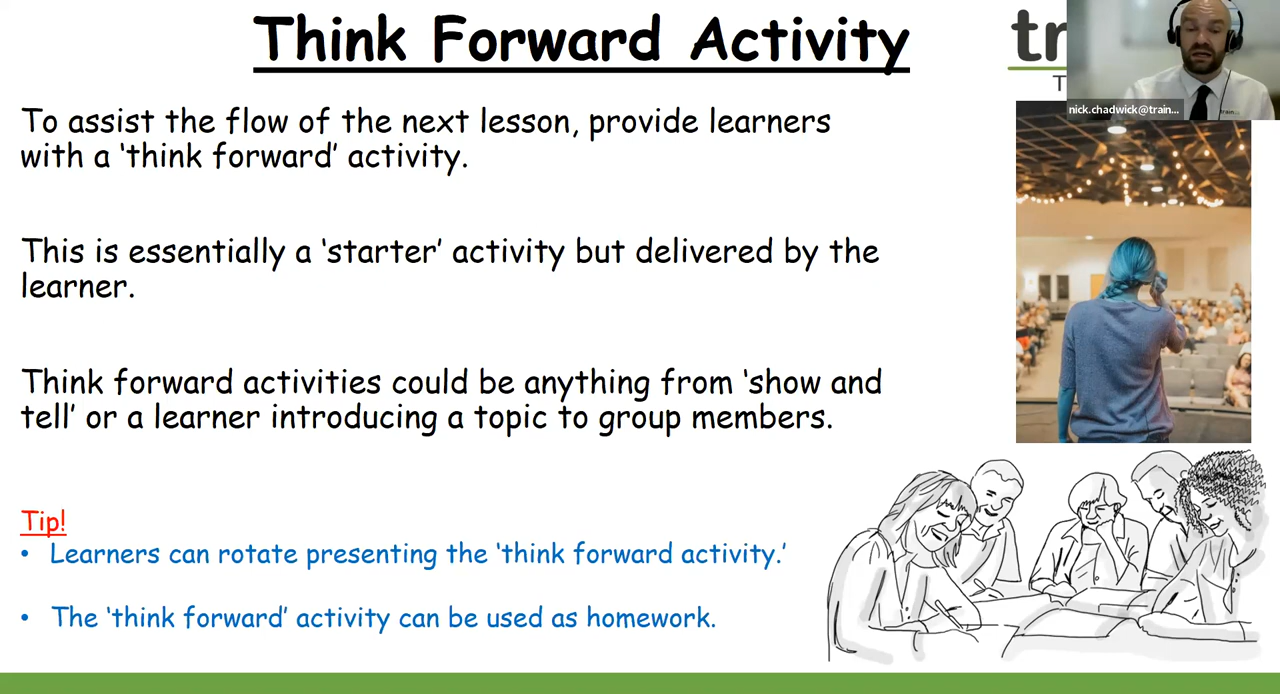 Think Forward Activity
nick.chadwick@train...
To assist the flow of the next lesson, provide learners
with a ‘think forward’ activity.
This is essentially a ‘starter’ activity but delivered by the
learner.
Think forward activities could be anything from ‘show and
tell’ or a learner introducing a topic to group members.
Tip!
• Learners can rotate presenting the ‘think forward activity.’
• The ‘think forward’ activity can be used as homework.